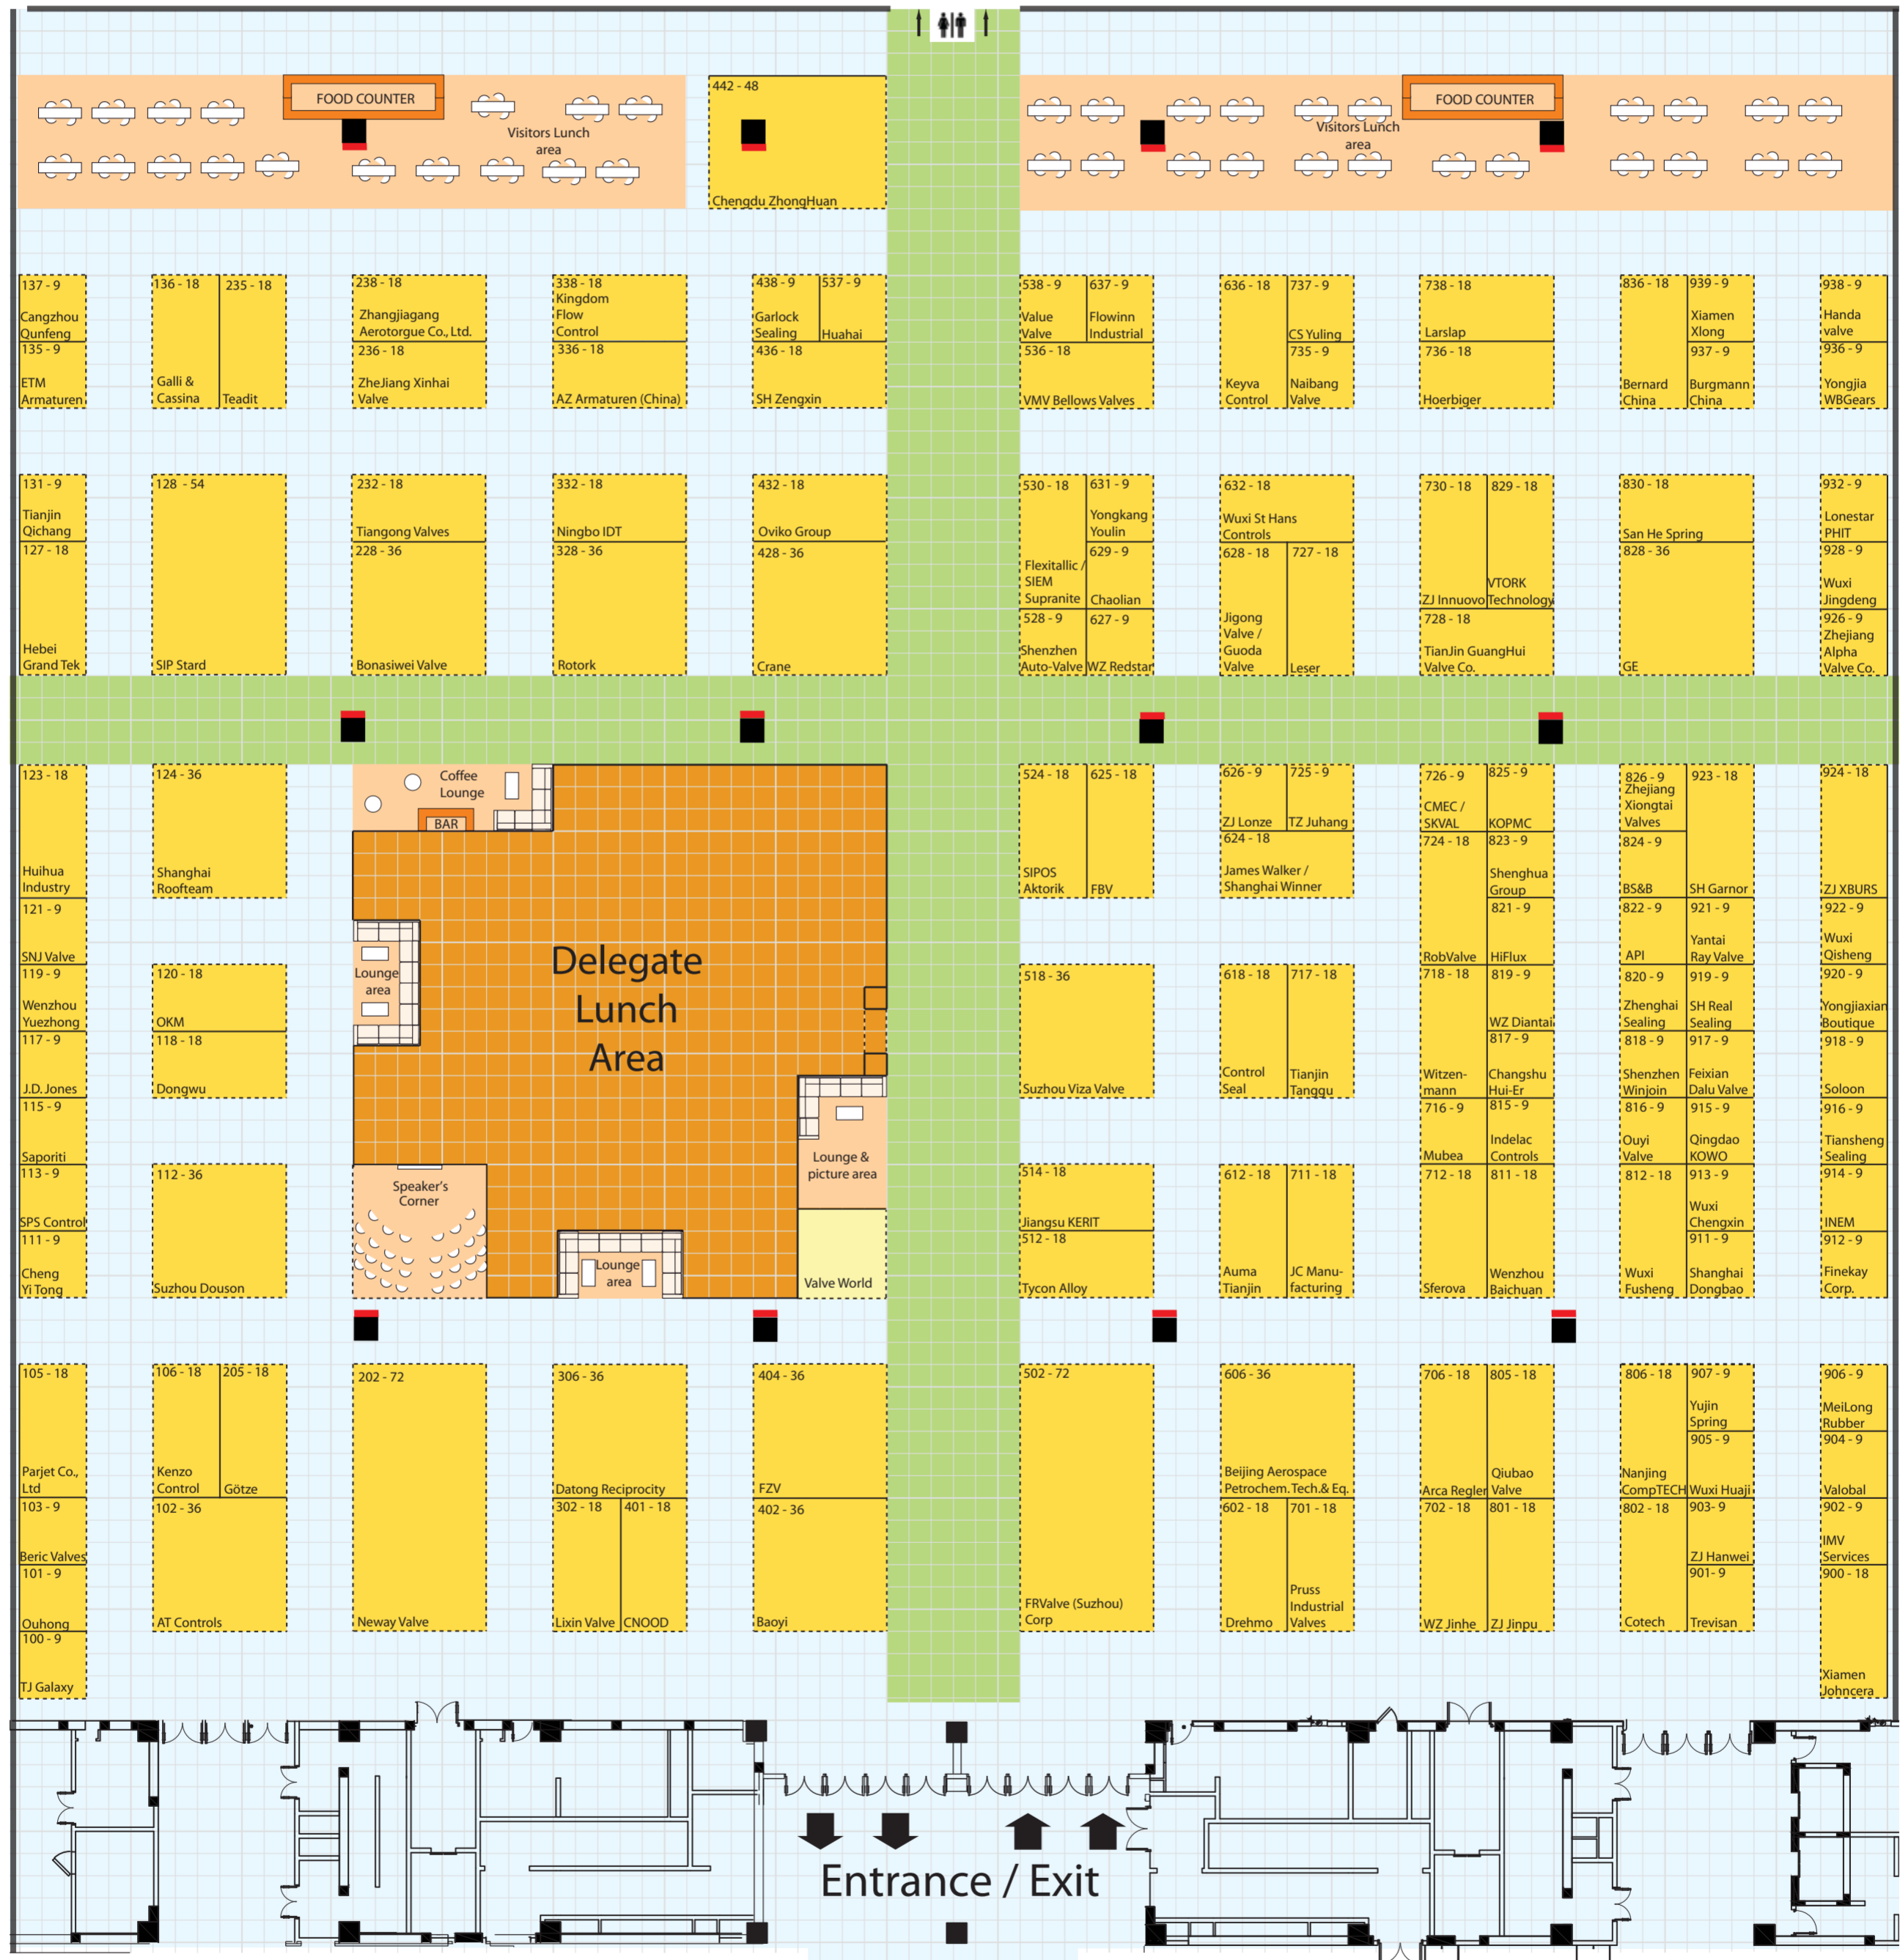 FOOD COUNTER
Visitors Lunch
area
442 - 48
Chengdu ZhongHuan
FOOD COUNTER
Visitors Lunch
area
137 - 9
Cangzhou
Qunfeng
135 - 9
ETM
Armaturen
136 - 18
Galli &
Cassina
235 - 18
Teadit
238 - 18
Zhangjiagang
Aerotorgue Co., Ltd.
236 - 18
ZheJiang Xinhai
Valve
338 - 18
Kingdom
Flow
Control
336 - 18
AZ Armaturen (China)
438 - 9
Garlock
Sealing
537 - 9
Huahai
436 - 18
SH Zengxin
538 - 9
Value
Valve
637 - 9
Flowinn
Industrial
536 - 18
VMV Bellows Valves
636 - 18
Keyva
Control
737 - 9
CS Yuling
735 - 9
Naibang
Valve
738 - 18
Larslap
736 - 18
Hoerbiger
836 - 18
Bernard
China
939 - 9
Xiamen
Xlong
937 - 9
Burgmann
China
938 - 9
Handa
valve
936 - 9
Yongjia
WBGears
131 - 9
Tianjin
Qichang
127 - 18
Hebei
Grand Tek
128 - 54
SIP Stard
232 - 18
Tiangong Valves
228 - 36
Bonasiwei Valve
332 - 18
Ningbo IDT
328 - 36
Rotork
432 - 18
Oviko Group
428 - 36
Crane
530 - 18
Flexitallic /
SIEM
Supranite
631 - 9
Yongkang
Youlin
629 - 9
Chaolian
528 - 9
Shenzhen
Auto-Valve
627 - 9
WZ Redstar
632 - 18
Wuxi St Hans
Controls
628 - 18
Jigong
Valve /
Guoda
Valve
727 - 18
Leser
730 - 18
ZJ Innuovo
829 - 18
VTORK
Technology
728 - 18
TianJin GuangHui
Valve Co.
830 - 18
San He Spring
828 - 36
GE
932 - 9
Lonestar
PHIT
928 - 9
Wuxi
Jingdeng
926 - 9
Zhejiang
Alpha
Valve Co.
123 - 18
Huihua
Industry
121 - 9
SNJ Valve
119 - 9
Wenzhou
Yuezhong
117 - 9
J.D. Jones
115 - 9
Saporiti
113 - 9
SPS Control
111 - 9
Cheng
Yi Tong
124 - 36
Shanghai
Roofteam
120 - 18
OKM
118 - 18
Dongwu
112 - 36
Suzhou Douson
Coffee
Lounge
BAR
Lounge
area
Delegate
Lunch
Area
Lounge &
picture area
Speaker's
Corner
Lounge
area
Valve World
524 - 18
SIPOS
Aktorik
625 - 18
FBV
518 - 36
Suzhou Viza Valve
514 - 18
Jiangsu KERIT
512 - 18
Tycon Alloy
626 - 9
ZJ Lonze
725 - 9
TZ Juhang
624 - 18
James Walker /
Shanghai Winner
618 - 18
Control
Seal
717 - 18
Tianjin
Tanggu
612 - 18
Auma
Tianjin
711 - 18
JC Manu-
facturing
726 - 9
CMEC /
SKVAL
825 - 9
KOPMC
724 - 18
RobValve
823 - 9
Shenghua
Group
821 - 9
HiFlux
718 - 18
Witzen-
mann
819 - 9
WZ Diantai
817 - 9
Changshu
Hui-Er
716 - 9
Mubea
815 - 9
Indelac
Controls
712 - 18
Sferova
811 - 18
Wenzhou
Baichuan
826 - 9
Zhejiang
Xiongtai
Valves
923 - 18
SH Garnor
824 - 9
BS&B
822 - 9
API
921 - 9
Yantai
Ray Valve
820 - 9
Zhenghai
Sealing
919 - 9
SH Real
Sealing
818 - 9
Shenzhen
Winjoin
917 - 9
Feixian
Dalu Valve
816 - 9
Ouyi
Valve
915 - 9
Qingdao
KOWO
812 - 18
Wuxi
Fusheng
913 - 9
Wuxi
Chengxin
911 - 9
Shanghai
Dongbao
924 - 18
ZJ XBURS
922 - 9
Wuxi
Qisheng
920 - 9
Yongjiaxian
Boutique
918 - 9
Soloon
916 - 9
Tiansheng
Sealing
914 - 9
INEM
912 - 9
Finekay
Corp.
105 - 18
Parjet Co.,
Ltd
103 - 9
Beric Valves
101 - 9
Ouhong
100 - 9
TJ Galaxy
106 - 18
Kenzo
Control
205 - 18
Götze
102 - 36
AT Controls
202 - 72
Neway Valve
306 - 36
Datong Reciprocity
302 - 18
Lixin Valve
401 - 18
CNOOD
404 - 36
FZV
402 - 36
Baoyi
502 - 72
FRValve (Suzhou)
Corp
606 - 36
Beijing Aerospace
Petrochem. Tech.& Eq.
602 - 18
Drehmo
701 - 18
Pruss
Industrial
Valves
706 - 18
Arca Regler
805 - 18
Qiubao
Valve
702 - 18
WZ Jinhe
801 - 18
ZJ Jinpu
806 - 18
Nanjing
CompTECH
907 - 9
Yujin
Spring
905 - 9
Wuxi Huaji
802 - 18
Cotech
903- 9
ZJ Hanwei
901- 9
Trevisan
906 - 9
MeiLong
Rubber
904 - 9
Valobal
902 - 9
IMV
Services
900 - 18
Xiamen
Johncera
Entrance / Exit